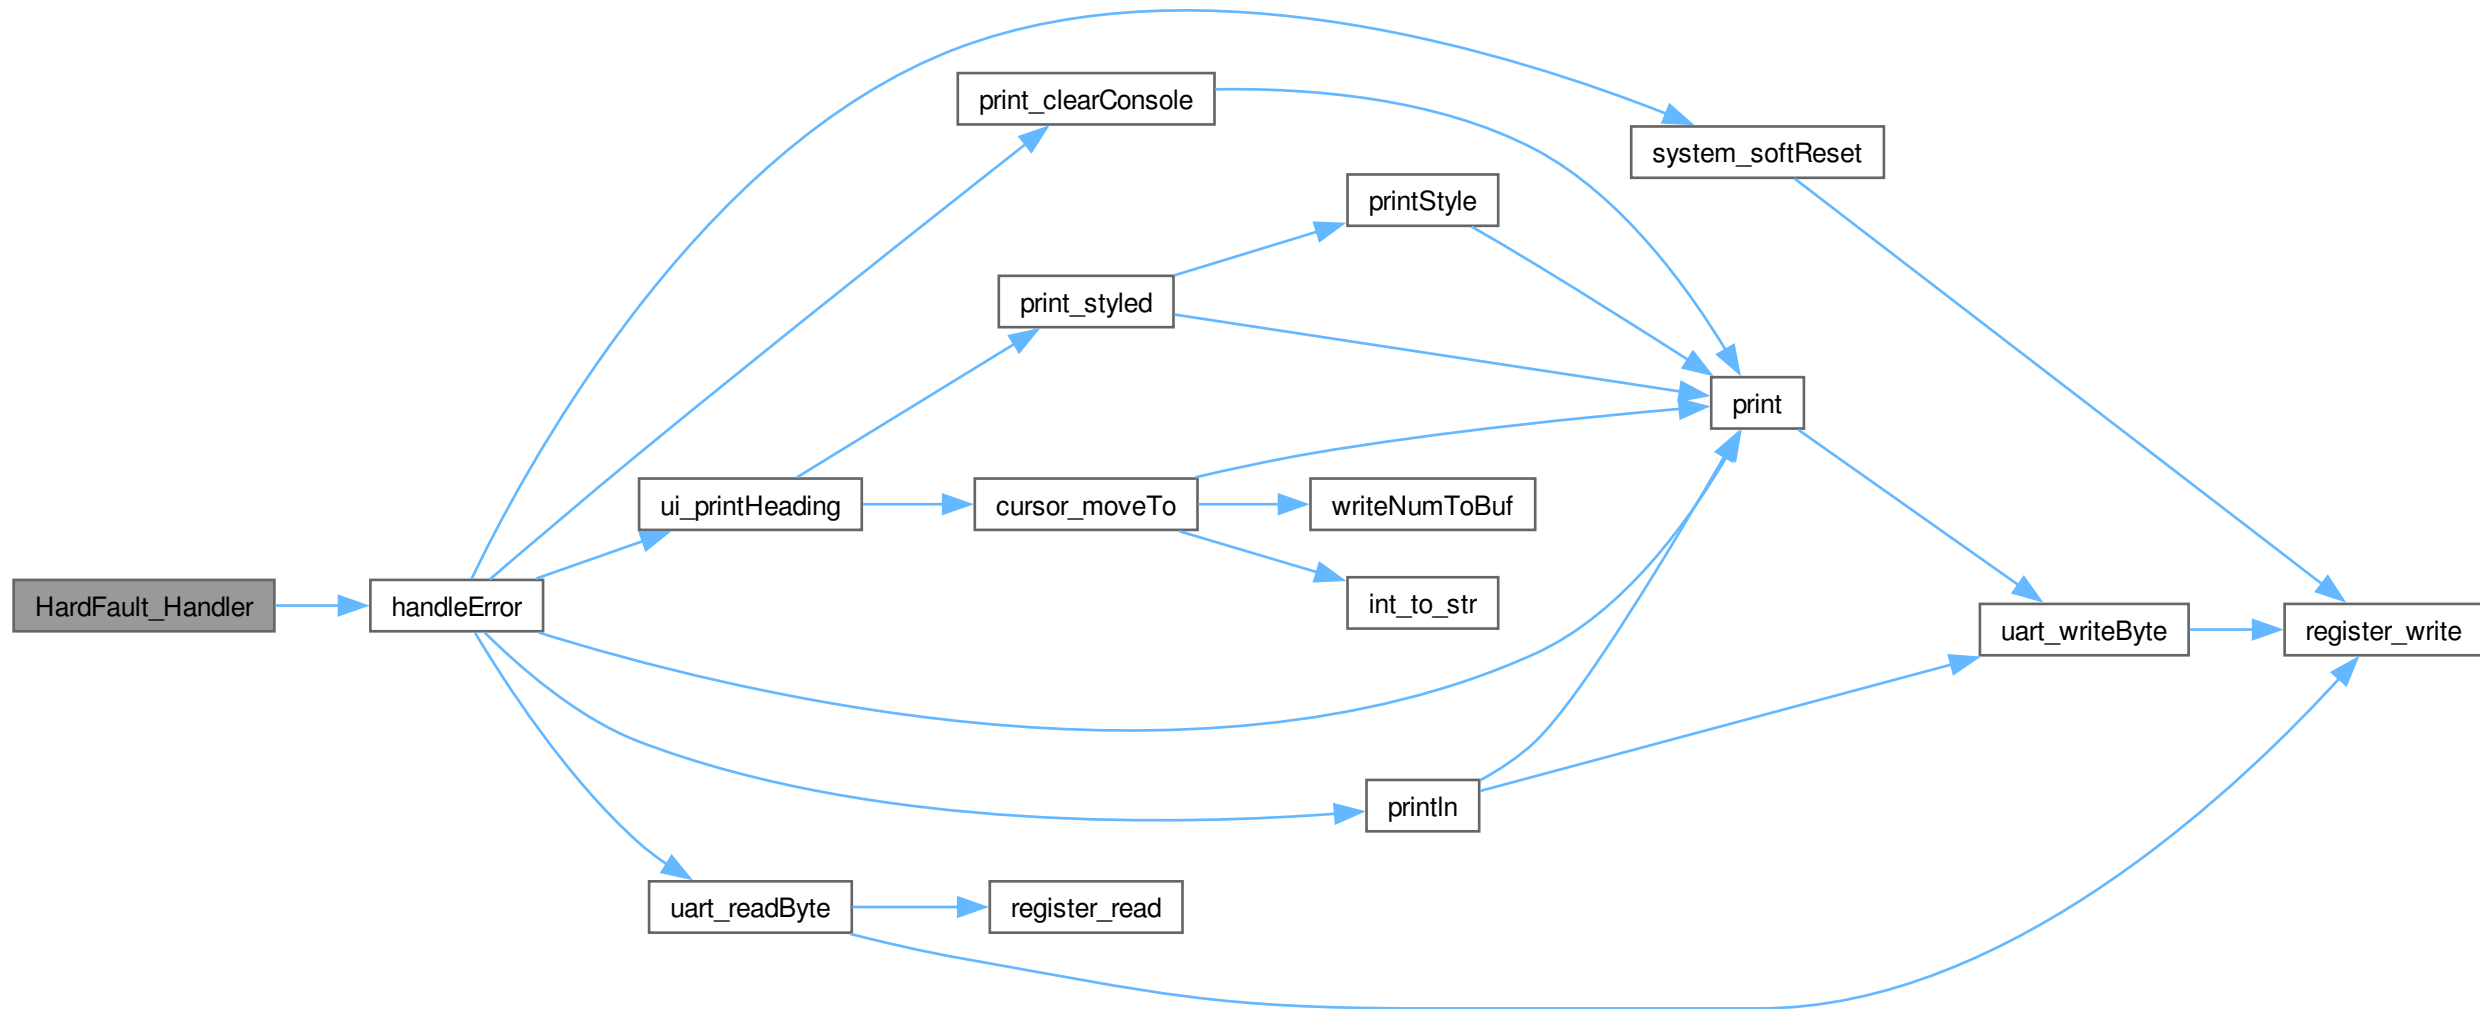 print_clearConsole
system_softReset
printStyle
print_styled
print
ui_printHeading
cursor_moveTo
writeNumToBuf
HardFault_Handler
handleError
int_to_str
uart_writeByte
register_write
println
uart_readByte
register_read